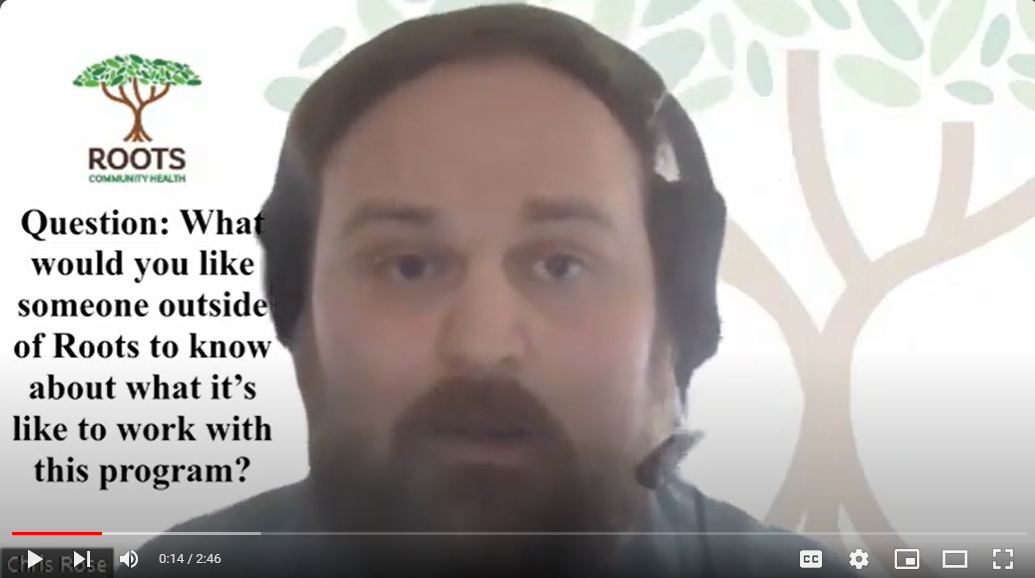 ROOTS
COMMUNITY HEALTH
Question: What
would you like
someone outside
of Roots to know
about what it's
like to work with
this program?
Chris Rose
0:14 / 2:46
CC